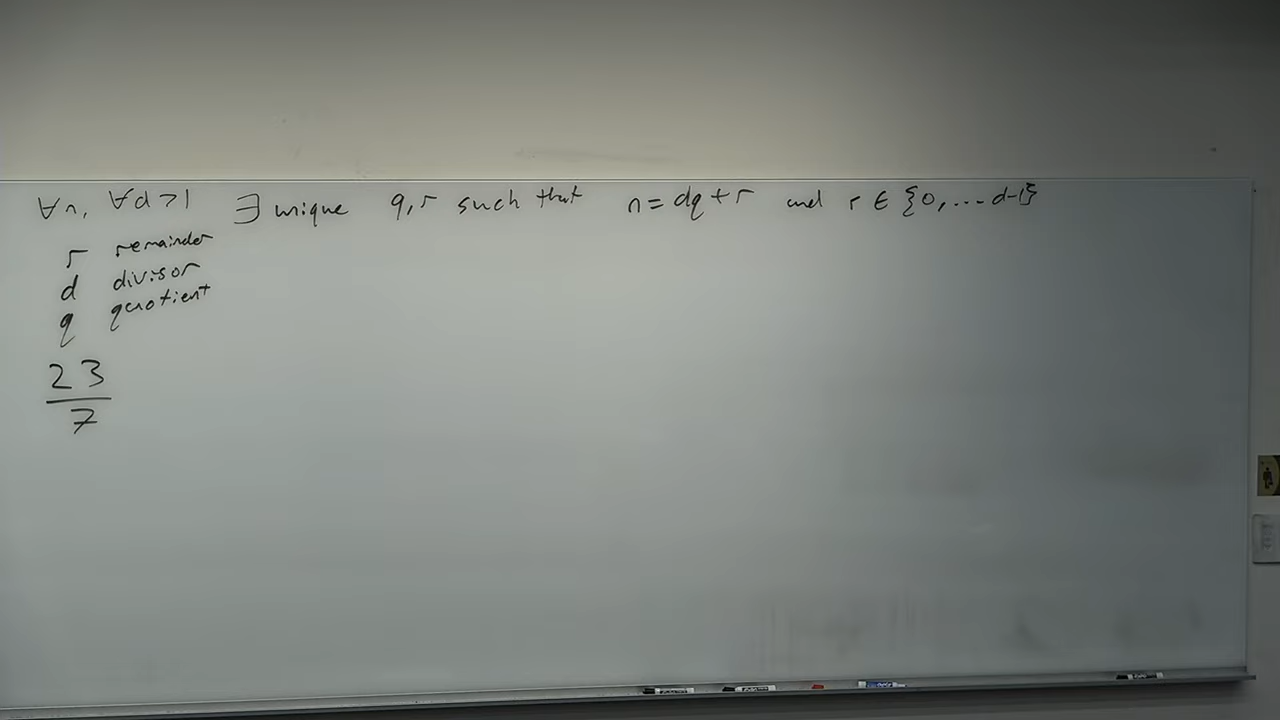 ∀n, ∀d>1 ∃ unique q,r such that n=dq+r and r∈{0,...d-1}
r remainder
d divisor
q quotient
23
7